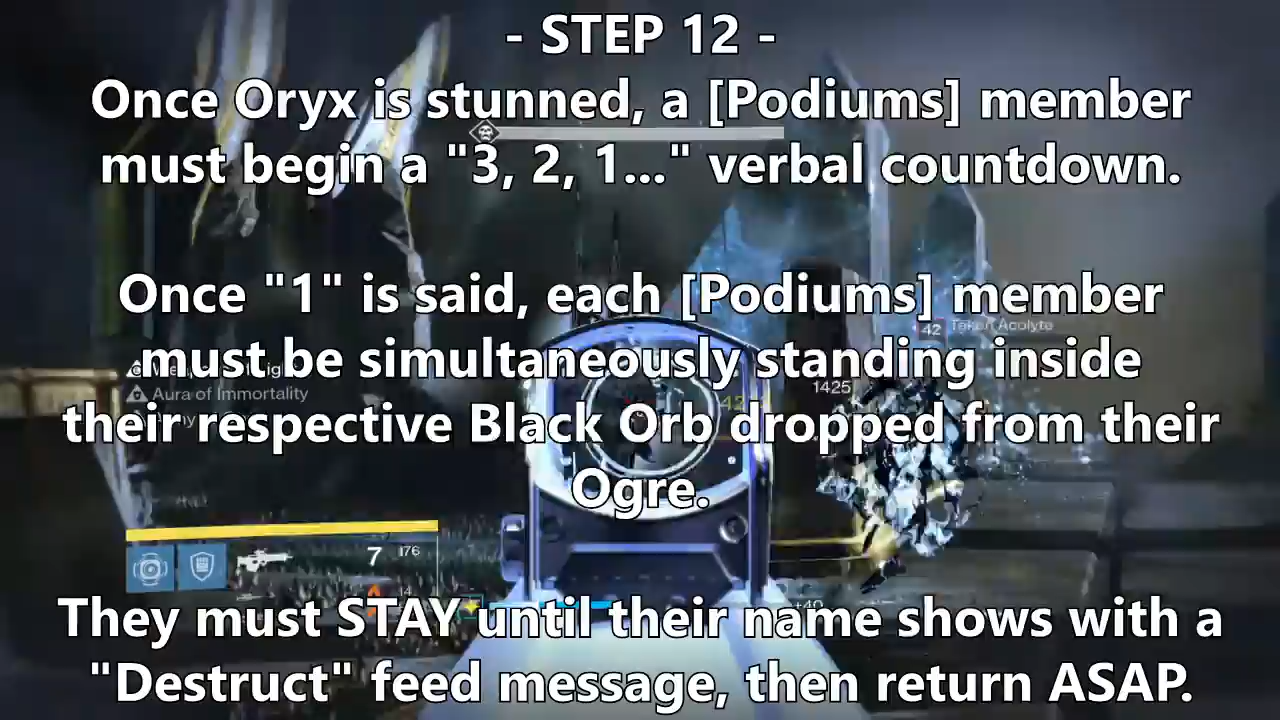 - STEP 12 -
Once Oryx is stunned, a [Podiums] member
must begin a "3, 2, 1..." verbal countdown.
Once "1" is said, each [Podiums] member
42 Taken Acolyte
must be simultaneously standing inside
1425
Aura of Immortality
their respective Black Orb dropped from their
Ogre.
7 176
They must STAY until their name shows with a
"Destruct" feed message, then return ASAP.